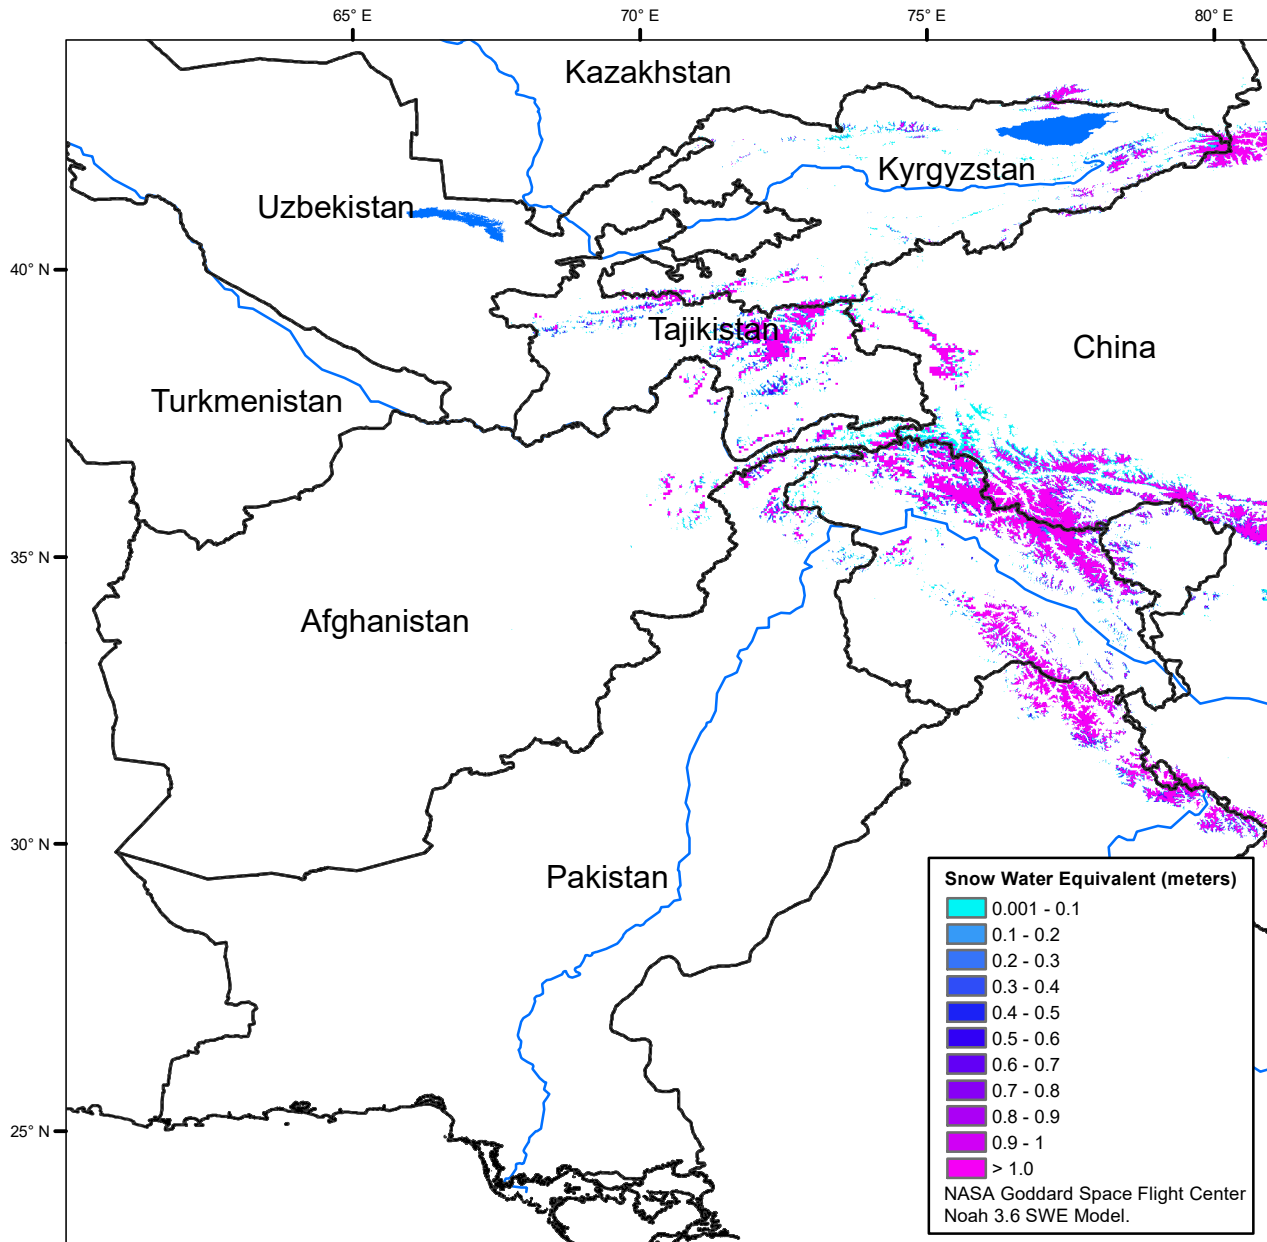 65° E
70° E
75° E
80° E
Kazakhstan
Kyrgyzstan
Uzbekistan
40° N
Tajikistan
China
Turkmenistan
35° N
Afghanistan
30° N
Pakistan
25° N
Snow Water Equivalent (meters)
0.001 - 0.1
0.1 - 0.2
0.2 - 0.3
0.3 - 0.4
0.4 - 0.5
0.5 - 0.6
0.6 - 0.7
0.7 - 0.8
0.8 - 0.9
0.9 - 1
> 1.0
NASA Goddard Space Flight Center
Noah 3.6 SWE Model.